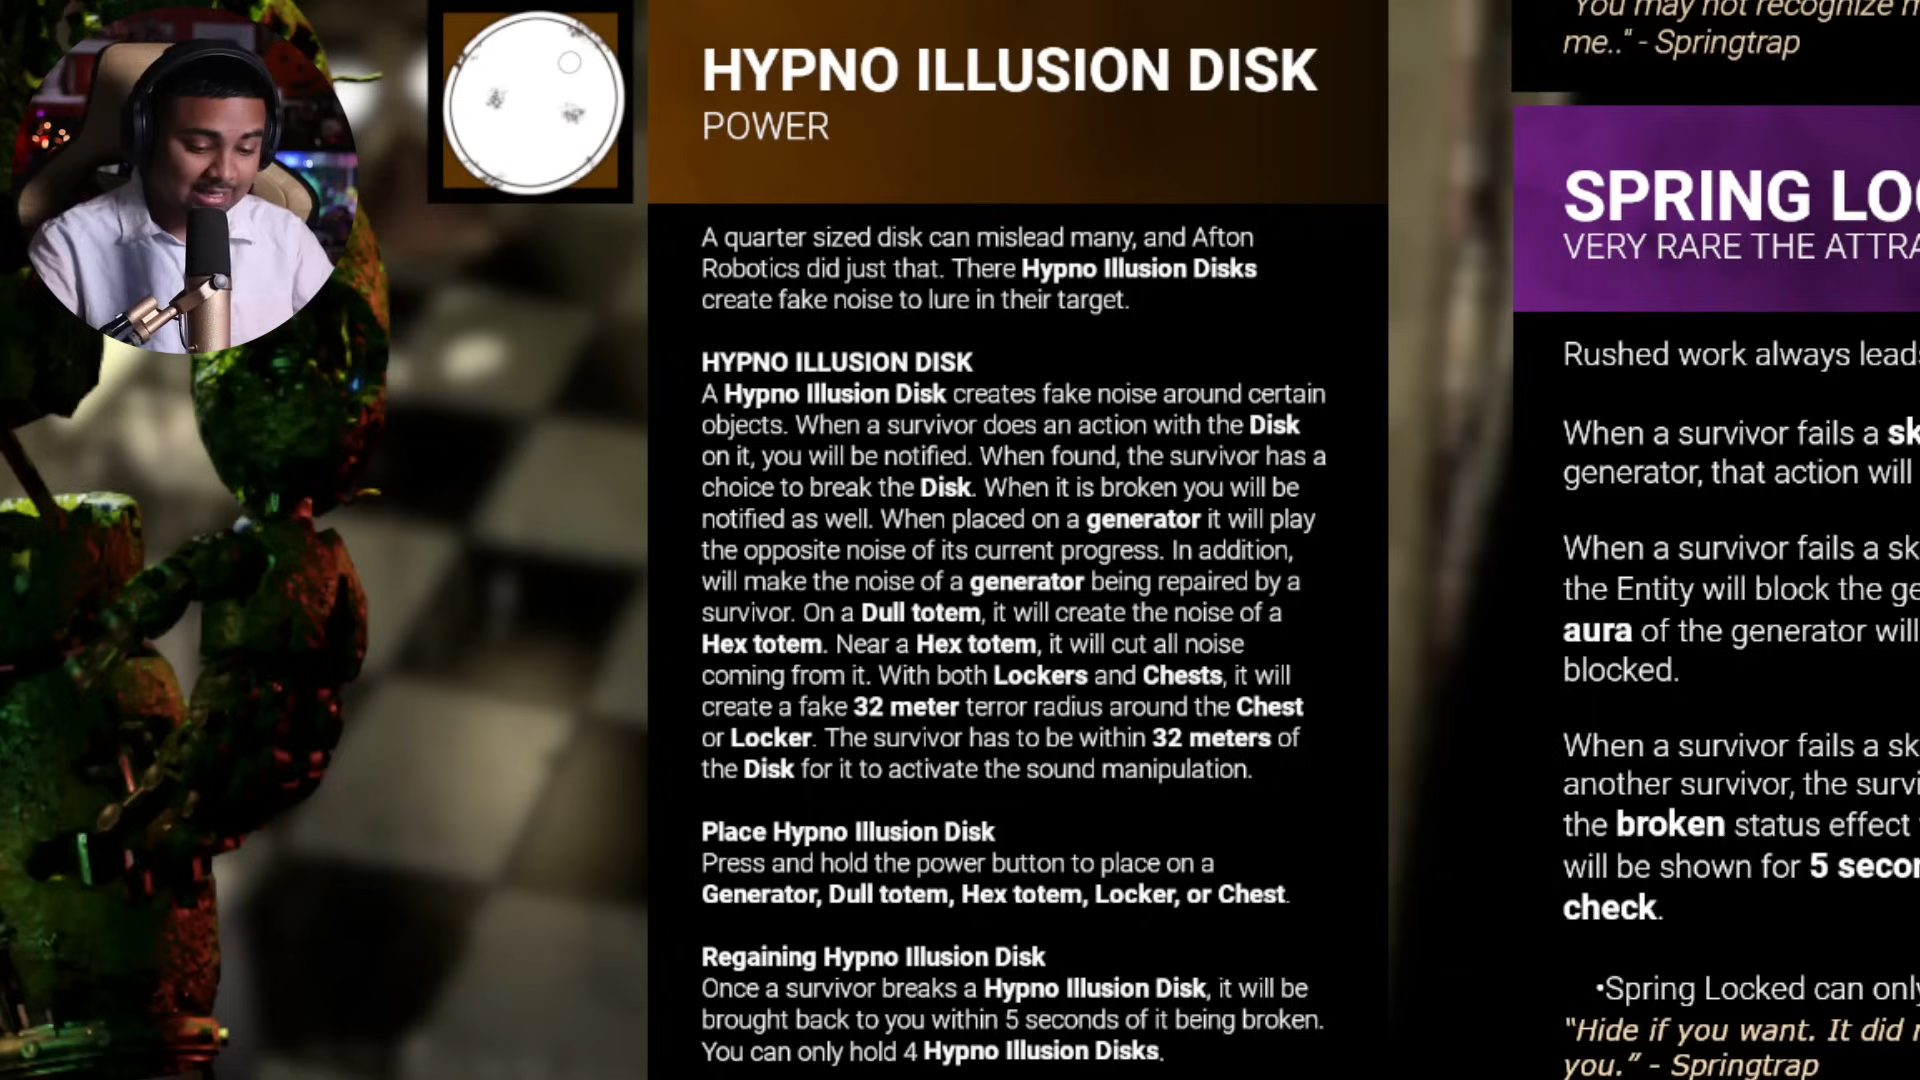 HYPNO ILLUSION DISK
POWER
A quarter sized disk can mislead many, and Afton
Robotics did just that. There Hypno Illusion Disks
create fake noise to lure in their target.
HYPNO ILLUSION DISK
A Hypno Illusion Disk creates fake noise around certain
objects. When a survivor does an action with the Disk
on it, you will be notified. When found, the survivor has a
choice to break the Disk. When it is broken you will be
notified as well. When placed on a generator it will play
the opposite noise of its current progress. In addition,
will make the noise of a generator being repaired by a
survivor. On a Dull totem, it will create the noise of a
Hex totem. Near a Hex totem, it will cut all noise
coming from it. With both Lockers and Chests, it will
create a fake 32 meter terror radius around the Chest
or Locker. The survivor has to be within 32 meters of
the Disk for it to activate the sound manipulation.
Place Hypno Illusion Disk
Press and hold the power button to place on a
Generator, Dull totem, Hex totem, Locker, or Chest.
Regaining Hypno Illusion Disk
Once a survivor breaks a Hypno Illusion Disk, it will be
brought back to you within 5 seconds of it being broken.
You can only hold 4 Hypno Illusion Disks.
"You may not recognize
me.." - Springtrap
SPRING
VERY RARE THE
Rushed work always
When a survivor fails a
generator, that action will
When a survivor fails a
the Entity will block the
aura of the generator will
blocked.
When a survivor fails a
another survivor, the
the broken status effect
will be shown for 5
check.
•Spring Locked can
"Hide if you want. It did
you." - Springtrap